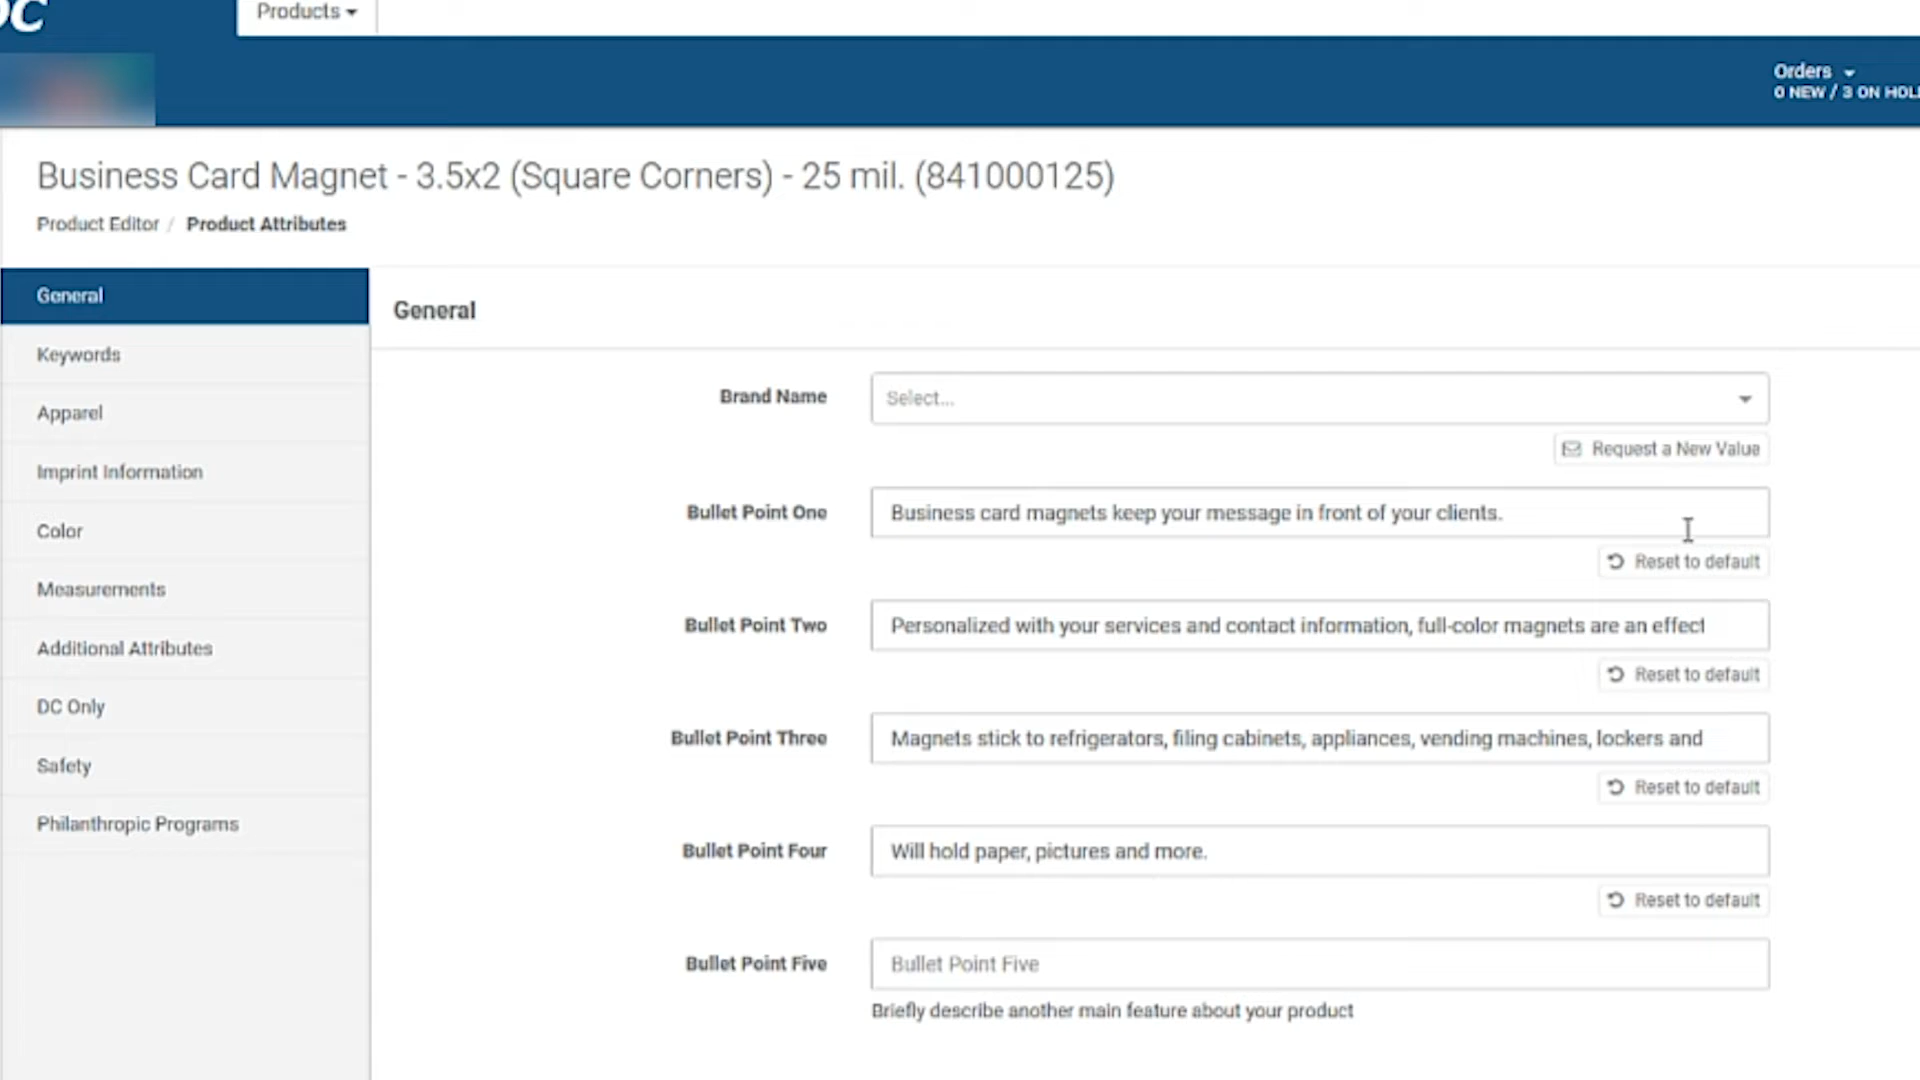 DC
Products
Orders
0 NEW / 3 ON HOL
Business Card Magnet - 3.5x2 (Square Corners) - 25 mil. (841000125)
Product Editor / Product Attributes
General
Keywords
Apparel
Imprint Information
Color
Measurements
Additional Attributes
DC Only
Safety
Philanthropic Programs
General
Brand Name
Select...
Request a New Value
Bullet Point One
Business card magnets keep your message in front of your clients.
Reset to default
Bullet Point Two
Personalized with your services and contact information, full-color magnets are an effect
Reset to default
Bullet Point Three
Magnets stick to refrigerators, filing cabinets, appliances, vending machines, lockers and
Reset to default
Bullet Point Four
Will hold paper, pictures and more.
Reset to default
Bullet Point Five
Bullet Point Five
Briefly describe another main feature about your product